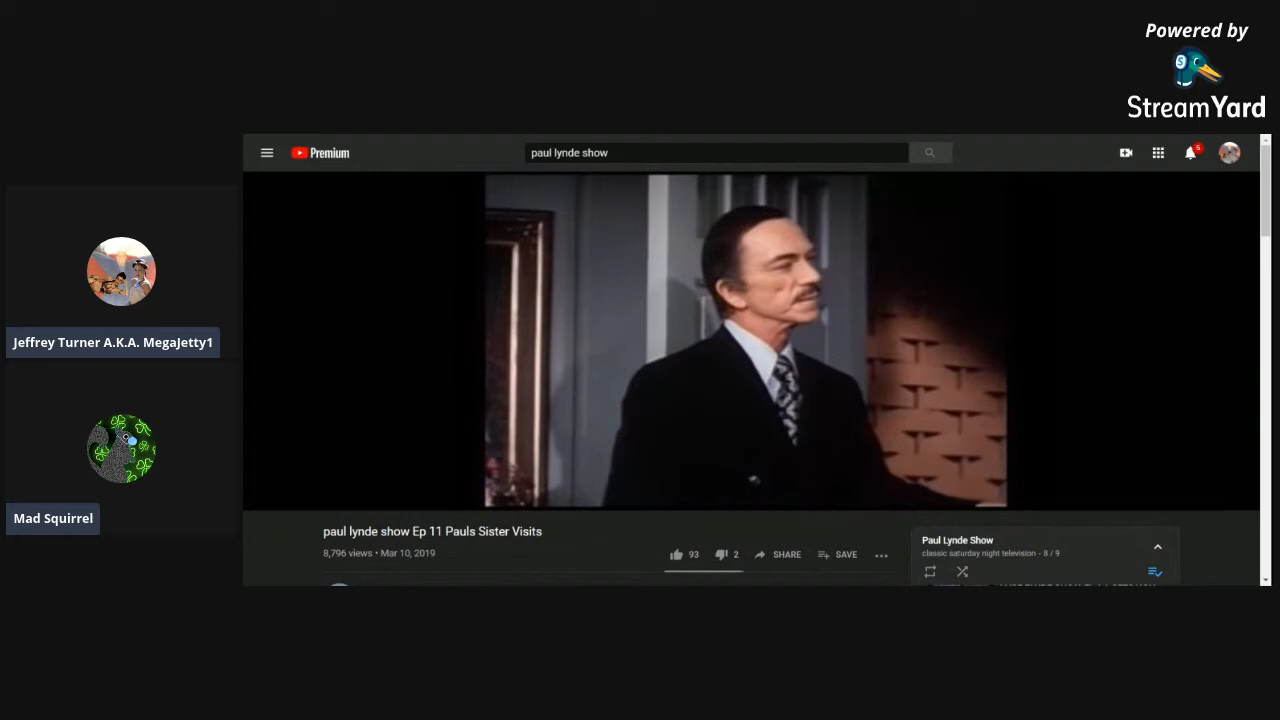 Powered by
StreamYard
Premium
paul lynde show
5
Jeffrey Turner A.K.A. MegaJetty1
Mad Squirrel
paul lynde show Ep 11 Pauls Sister Visits
8,796 views • Mar 10, 2019
93
2
SHARE
SAVE
Paul Lynde Show
classic saturday night television - 8 / 9